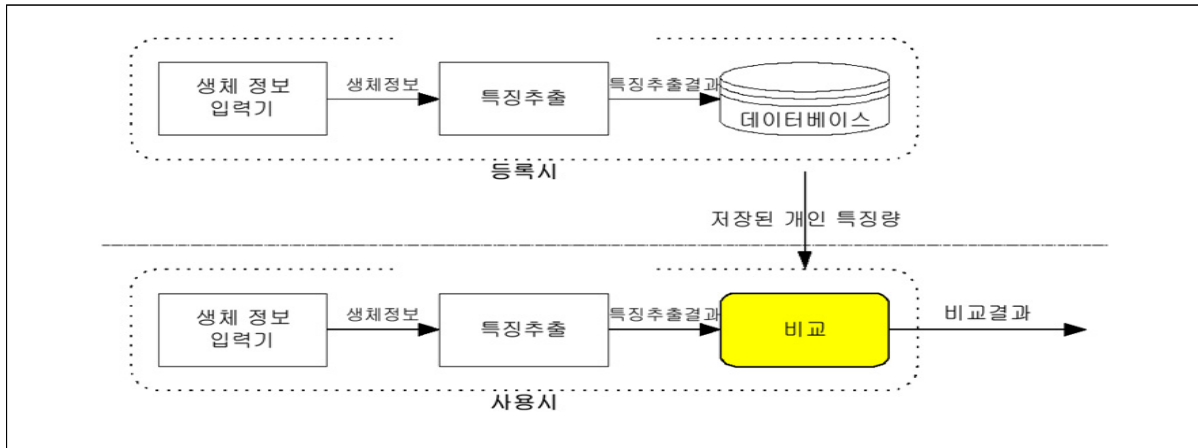 생체 정보
입력기
생체정보
특징추출
특징추출결과
데이터베이스
등록시
저장된 개인 특징량
생체 정보
입력기
생체정보
특징추출
특징추출결과
비교
비교결과
사용시